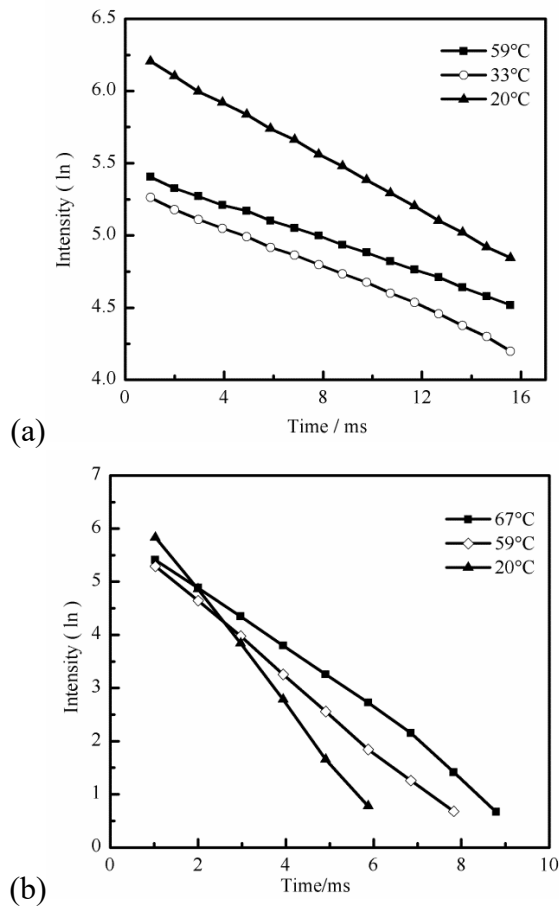 6.5
6.0
5.5
5.0
4.5
4.0
Intensity ( ln )
59°C
33°C
20°C
0 4 8 12 16
Time / ms
(a)
7
6
5
4
3
2
1
0
Intensity ( ln )
67°C
59°C
20°C
0 2 4 6 8 10
Time/ms
(b)